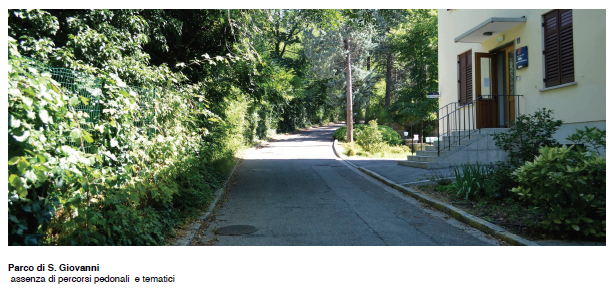 Parco di S. Giovanni
assenza di percorsi pedonali e tematici